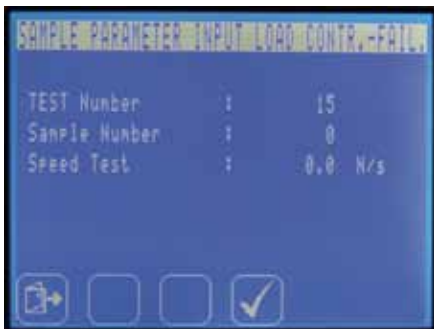 SAMPLE PARAMETER INPUT LOAD CONTR.-FAIL.
TEST Number : 15
Sample Number : 0
Speed Test : 0.0 N/s